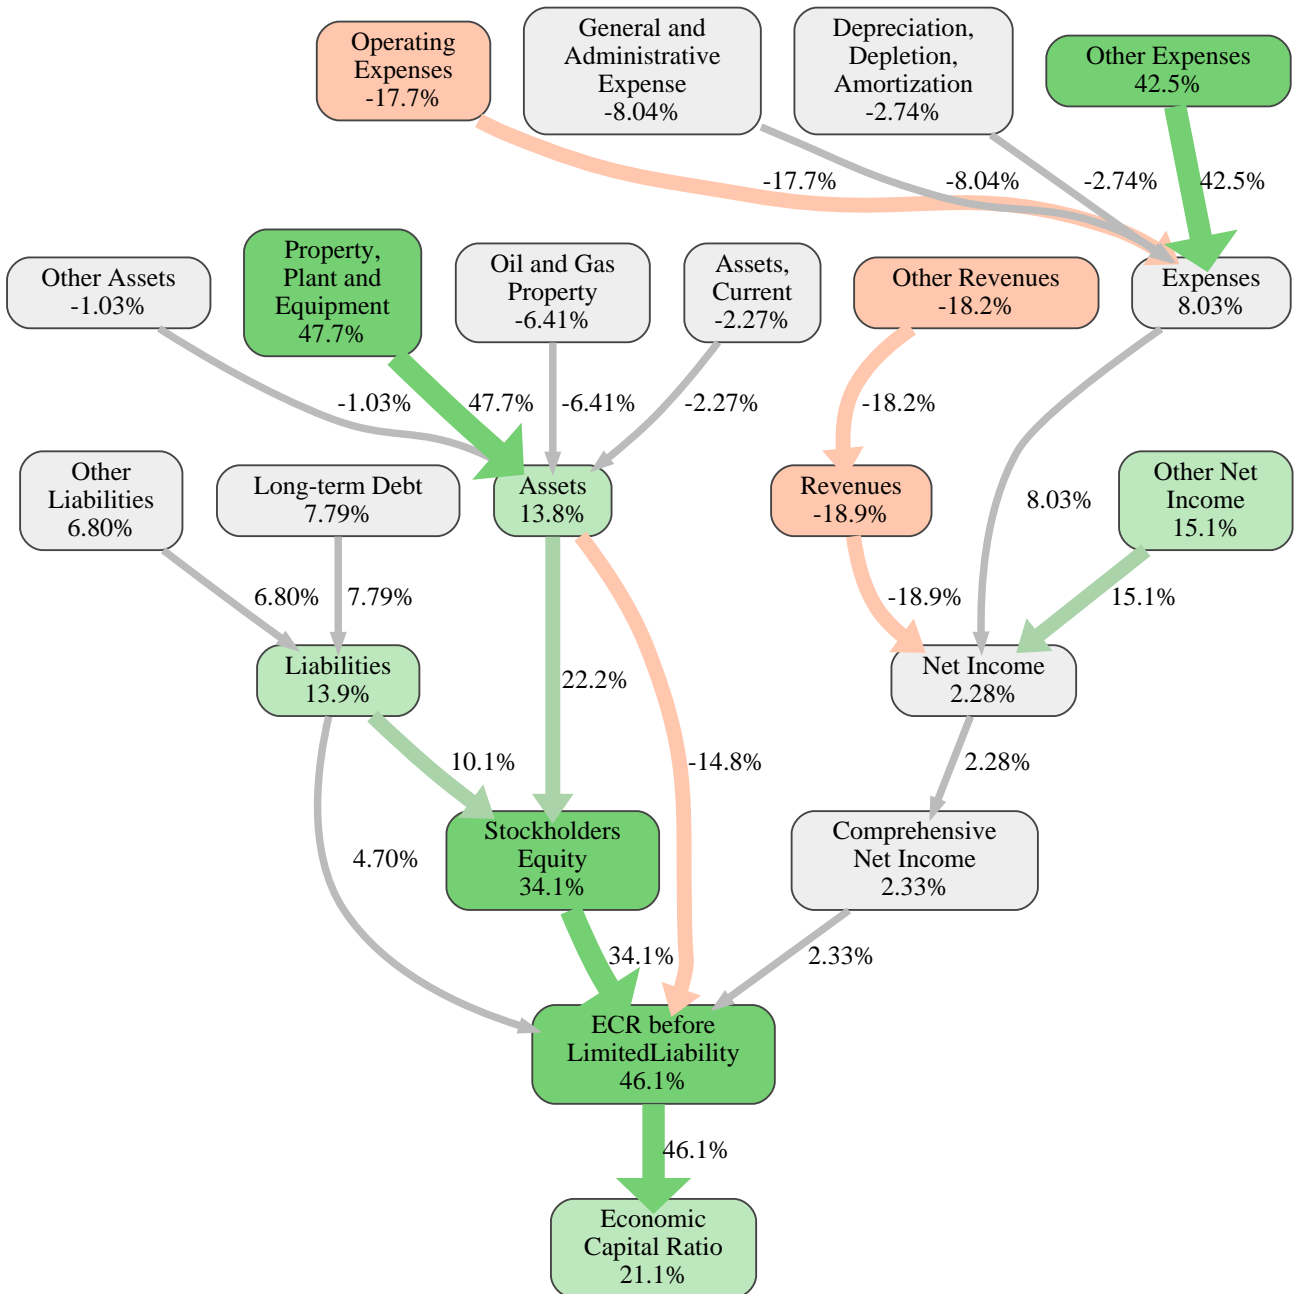 Operating
Expenses
-17.7%
General and
Administrative
Expense
-8.04%
Depreciation,
Depletion,
Amortization
-2.74%
Other Expenses
42.5%
-17.7%
-8.04%
-2.74%
42.5%
Other Assets
-1.03%
Property,
Plant and
Equipment
47.7%
Oil and Gas
Property
-6.41%
Assets,
Current
-2.27%
Other Revenues
-18.2%
Expenses
8.03%
-1.03%
47.7%
-6.41%
-2.27%
-18.2%
Other
Liabilities
6.80%
Long-term Debt
7.79%
Assets
13.8%
Revenues
-18.9%
8.03%
Other Net
Income
15.1%
6.80%
7.79%
-18.9%
15.1%
Liabilities
13.9%
22.2%
Net Income
2.28%
10.1%
-14.8%
2.28%
4.70%
Stockholders
Equity
34.1%
Comprehensive
Net Income
2.33%
34.1%
2.33%
ECR before
LimitedLiability
46.1%
46.1%
Economic
Capital Ratio
21.1%